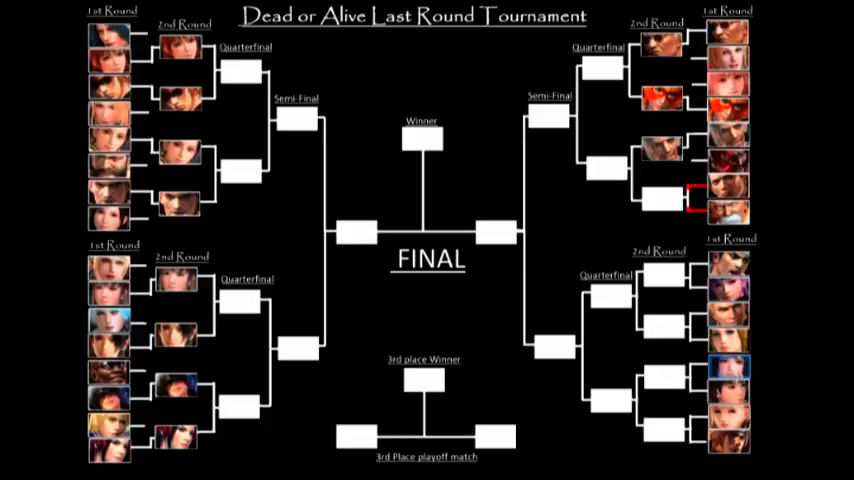 Dead or Alive Last Round Tournament
1st Round
2nd Round
Quarterfinal
Semi-Final
Winner
Semi-Final
Quarterfinal
2nd Round
1st Round
FINAL
1st Round
2nd Round
Quarterfinal
Quarterfinal
2nd Round
1st Round
3rd place Winner
3rd Place playoff match